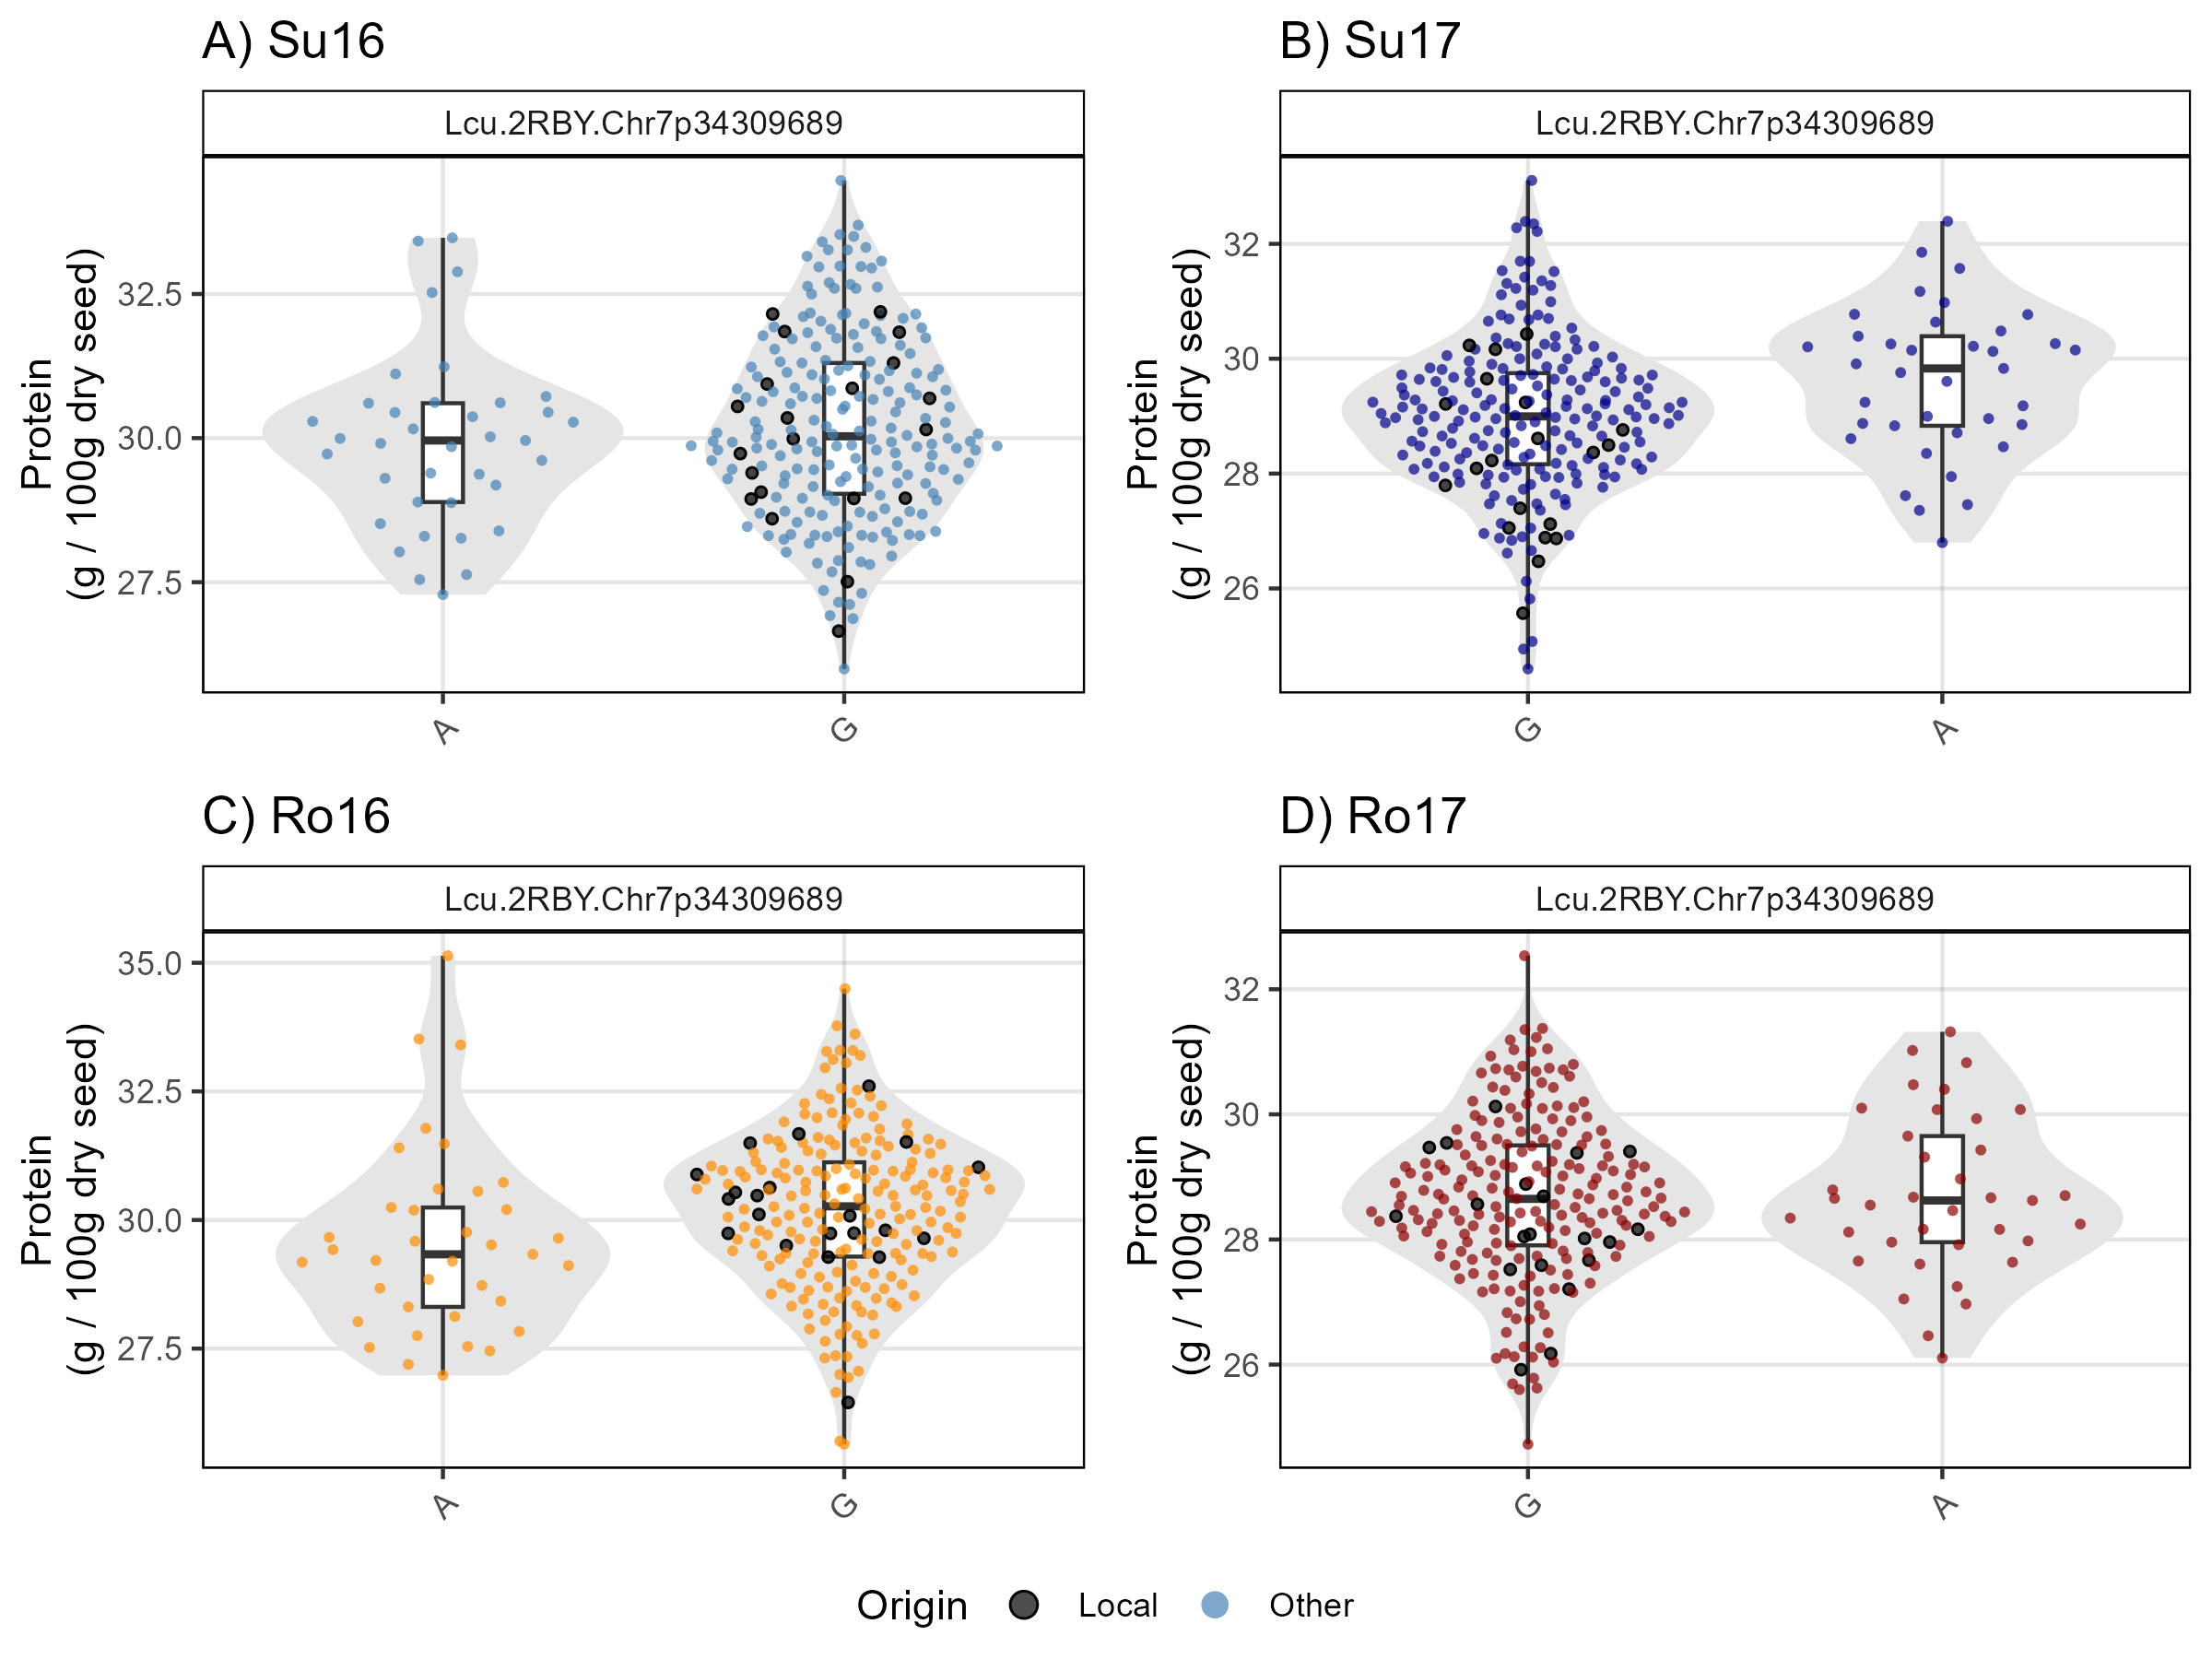 A) Su16
Lcu.2RBY.Chr7p34309689
Protein
(g / 100g dry seed)
32.5
30.0
27.5
A
G
B) Su17
Lcu.2RBY.Chr7p34309689
Protein
(g / 100g dry seed)
32
30
28
26
G
A
C) Ro16
Lcu.2RBY.Chr7p34309689
Protein
(g / 100g dry seed)
35.0
32.5
30.0
27.5
A
G
D) Ro17
Lcu.2RBY.Chr7p34309689
Protein
(g / 100g dry seed)
32
30
28
26
G
A
Origin Local Other